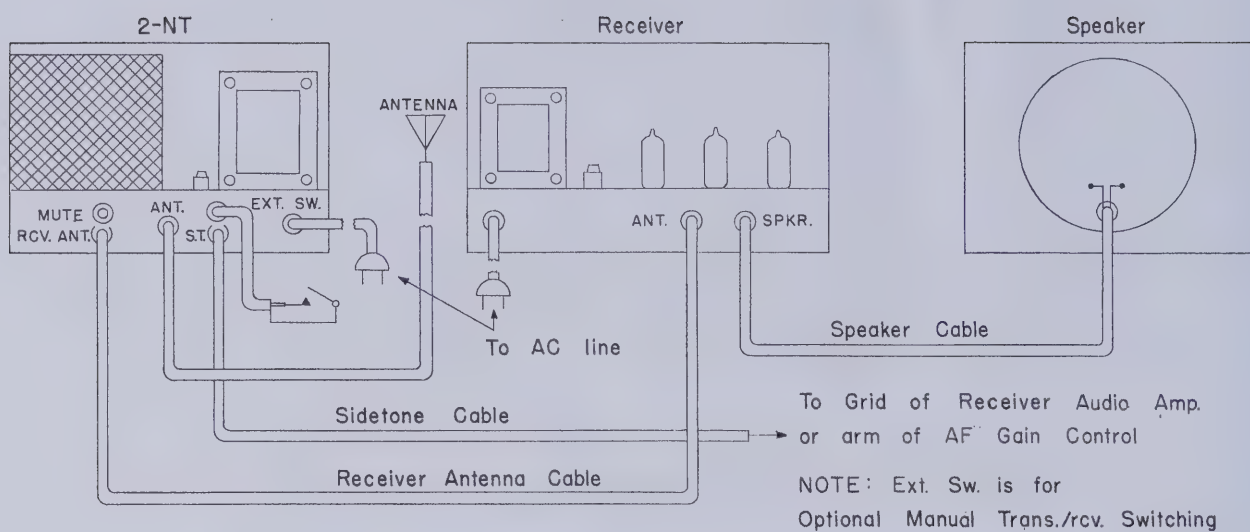 2-NT
Receiver
Speaker
ANTENNA
MUTE
ANT.
EXT. SW.
RCV. ANT.
S.T.
ANT.
SPKR.
To AC line
Speaker Cable
Sidetone Cable
To Grid of Receiver Audio Amp.
or arm of AF Gain Control
Receiver Antenna Cable
NOTE: Ext. Sw. is for
Optional Manual Trans./rcv. Switching